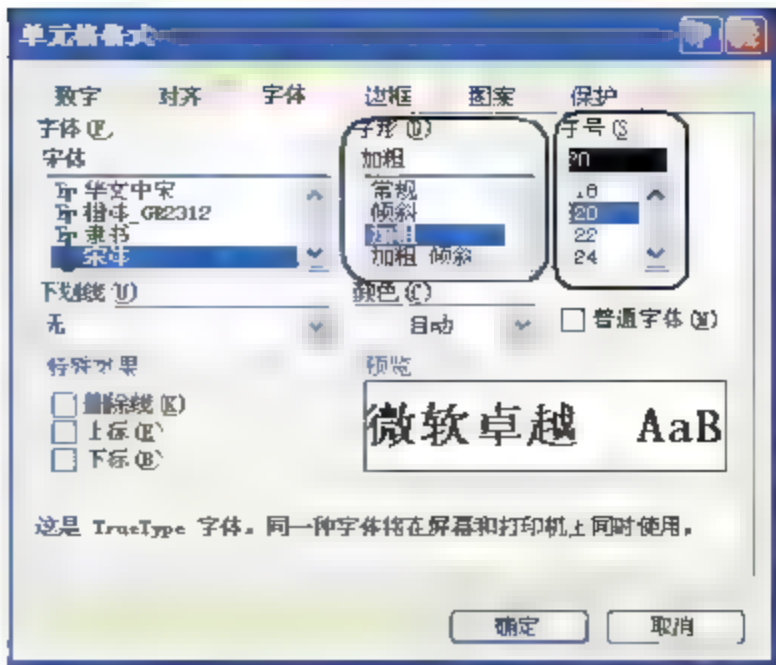 单元格格式
数字 对齐 字体 边框 图案 保护
字体(F) 字形(O) 字号(S
宋体 加粗 20
华文中宋 常规 18
楷体_GB2312 倾斜 20
隶书 加粗 22
宋体 加粗 倾斜 24
下划线(U) 颜色(C)
无 自动 普通字体(N)
特殊效果 预览
删除线(K)
上标(E)
下标(B)
微软卓越 AaB
这是 TrueType 字体。同一种字体将在屏幕和打印机上同时使用。
确定 取消